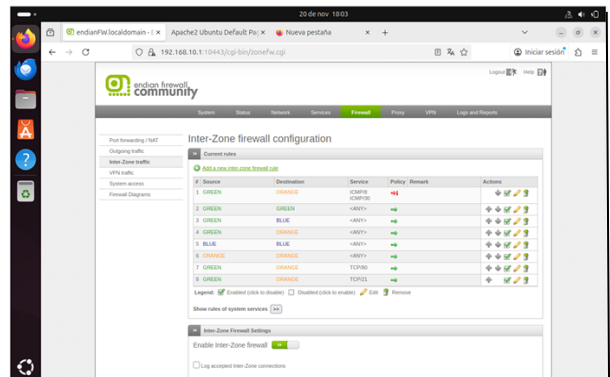 20 de nov 18:03
endianFW.localdomain - E
Apache2 Ubuntu Default Pa
Nueva pestaña
192.168.10.1:10443/cgi-bin/zonefw.cgi
Iniciar sesión
Logout
Help
endian firewall
community
System Status Network Services Firewall Proxy VPN Logs and Reports
Port forwarding / NAT
Outgoing traffic
Inter-Zone traffic
VPN traffic
System access
Firewall Diagrams
Inter-Zone firewall configuration
Current rules
Add a new inter-zone firewall rule
# Source Destination Service Policy Remark Actions
1 GREEN ORANGE ICMP/8
ICMP/30
2 GREEN GREEN <ANY>
3 GREEN BLUE <ANY>
4 GREEN ORANGE <ANY>
5 BLUE BLUE <ANY>
6 ORANGE ORANGE <ANY>
7 GREEN ORANGE TCP/80
8 GREEN ORANGE TCP/21
Legend: Enabled (click to disable) Disabled (click to enable) Edit Remove
Show rules of system services >>
Inter-Zone Firewall Settings
Enable Inter-Zone firewall
Log accepted Inter-Zone connections